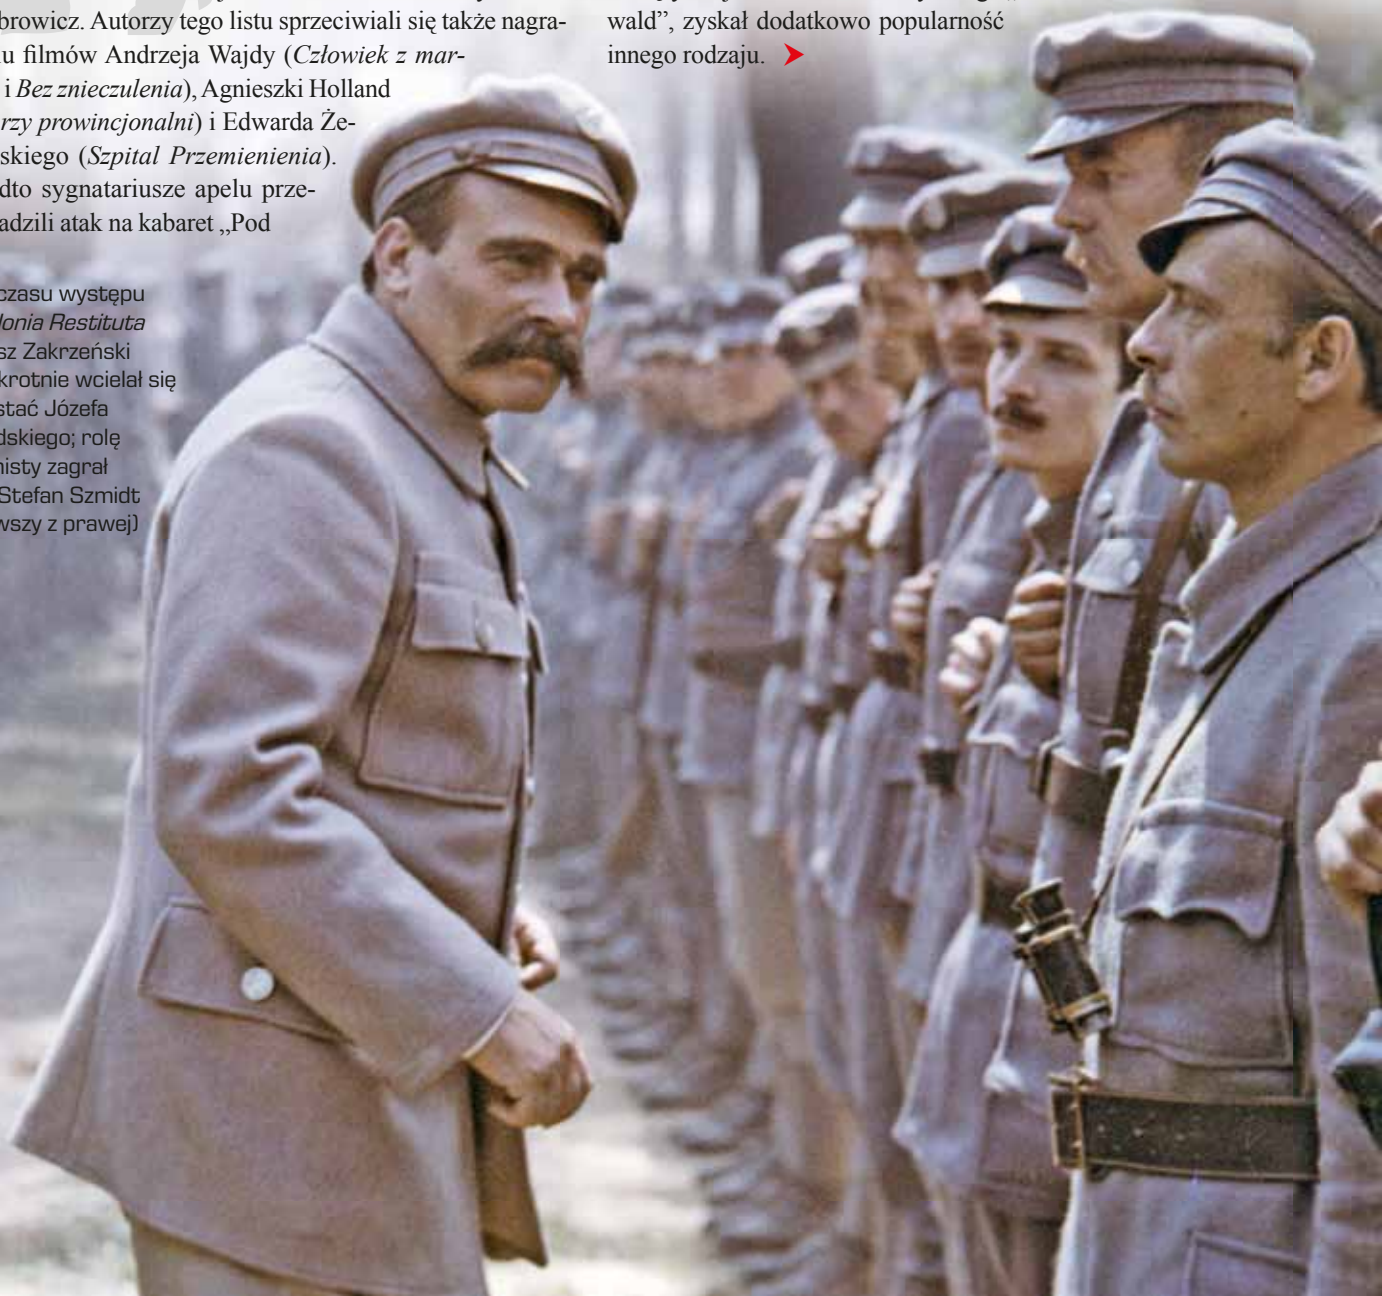 browicz. Autorzy tego listu sprzeciwiali się także nagra-
u filmów Andrzeja Wajdy (Człowiek z mar-
i Bez znieczulenia), Agnieszki Holland
rzy prowincjonalni) i Edwarda Że-
skiego (Szpital Przemienienia).
dto sygnatariusze apelu prze-
adzili atak na kabaret „Pod
wald”, zyskał dodatkowo popularność
innego rodzaju.
czasu występu
lonia Restituta
sz Zakrzeński
krotnie wcielał się
stać Józefa
dskiego; rolę
nisty zagrał
Stefan Szmidt
wszy z prawej)